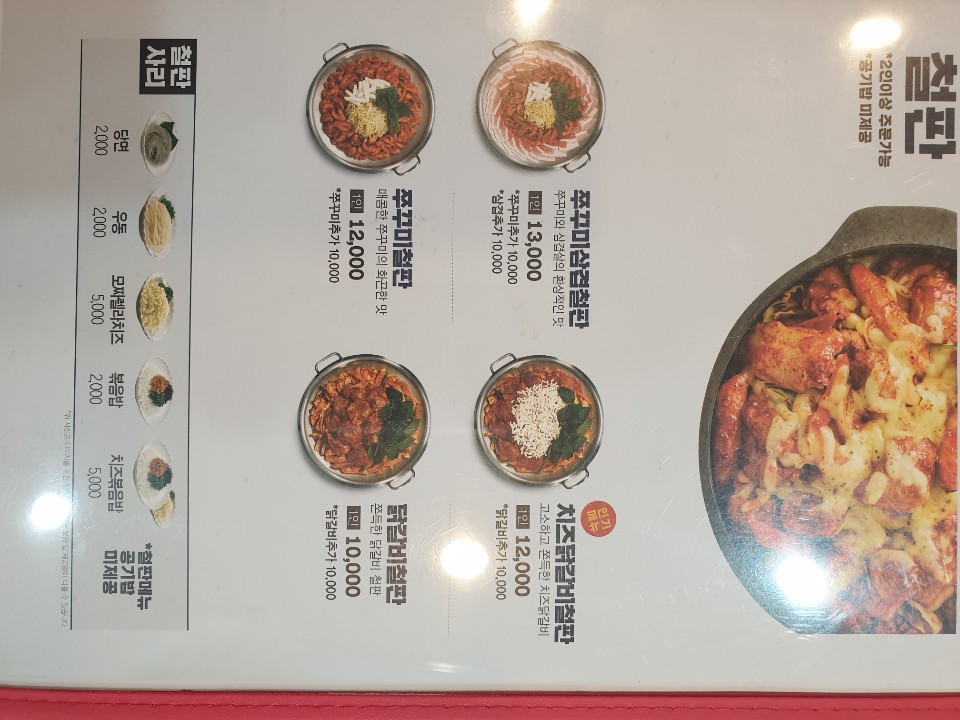 철판
*2인이상 주문가능
*공기밥 미제공
쭈꾸미삼겹철판
쭈꾸미와 삼겹살의 환상적인 맛
1인 13,000
*쭈꾸미추가 10,000
*삼겹추가 10,000
인기
메뉴
치즈닭갈비철판
고소하고 쫀득한 치즈닭갈비
1인 12,000
*닭갈비추가 10,000
쭈꾸미철판
매콤한 쭈꾸미의 화끈한 맛
1인 12,000
*쭈꾸미추가 10,000
닭갈비철판
쫀득한 닭갈비 철판
1인 10,000
*닭갈비추가 10,000
철판
사리
당면
2,000
우동
2,000
모짜렐라치즈
5,000
볶음밥
2,000
치즈볶음밥
5,000
*철판메뉴
공기밥
미제공